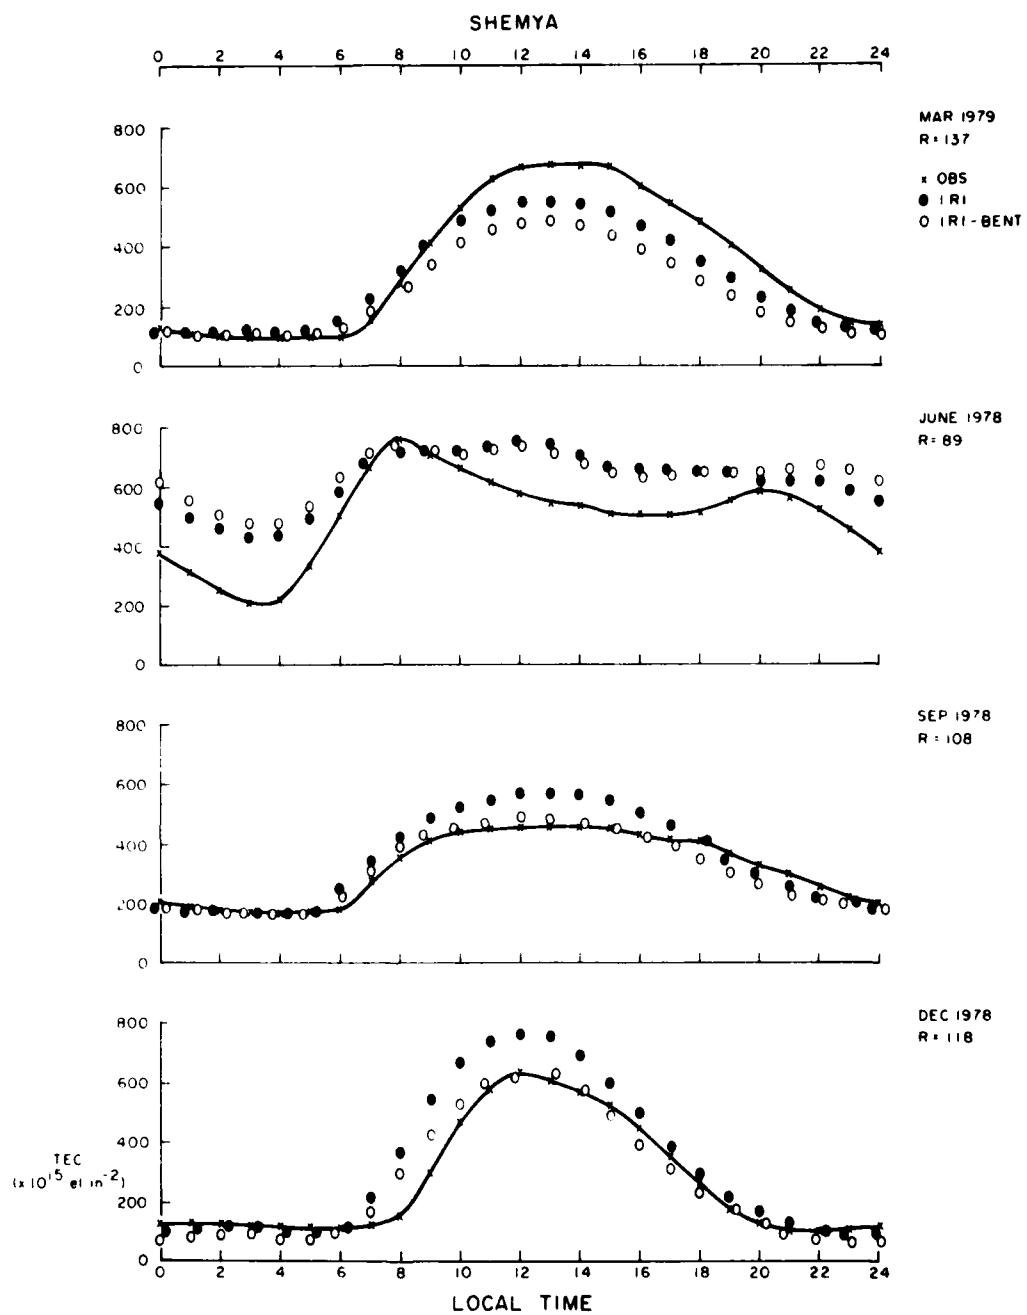 SHEMYA
0 2 4 6 8 10 12 14 16 18 20 22 24
MAR 1979
R=137
x OBS
● IRI
O IRI-BENT
800
600
400
200
0
JUNE 1978
R=89
800
600
400
200
0
SEP 1978
R=108
800
600
400
200
0
DEC 1978
R=118
800
600
400
200
0
TEC
(x10^15 el m^-2)
0 2 4 6 8 10 12 14 16 18 20 22 24
LOCAL TIME